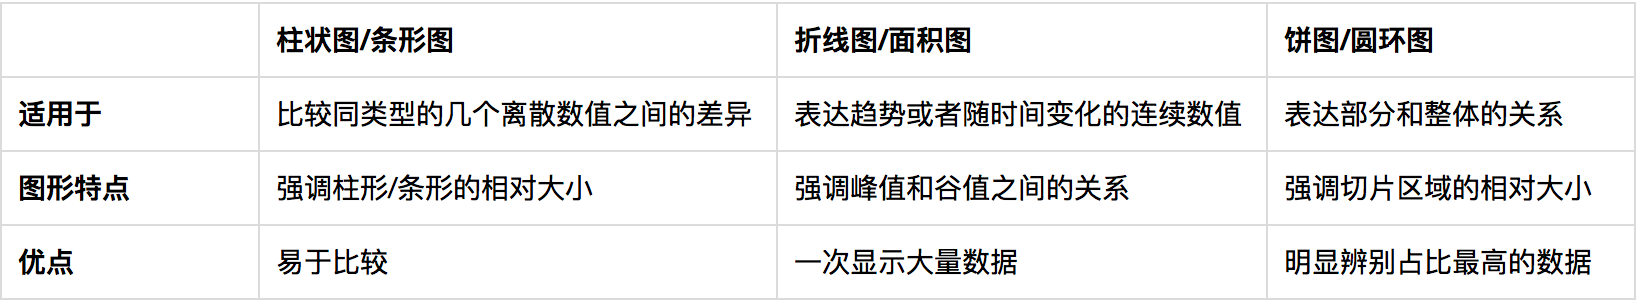 柱状图/条形图 折线图/面积图 饼图/圆环图
适用于 比较同类型的几个离散数值之间的差异 表达趋势或者随时间变化的连续数值 表达部分和整体的关系
图形特点 强调柱形/条形的相对大小 强调峰值和谷值之间的关系 强调切片区域的相对大小
优点 易于比较 一次显示大量数据 明显辨别占比最高的数据